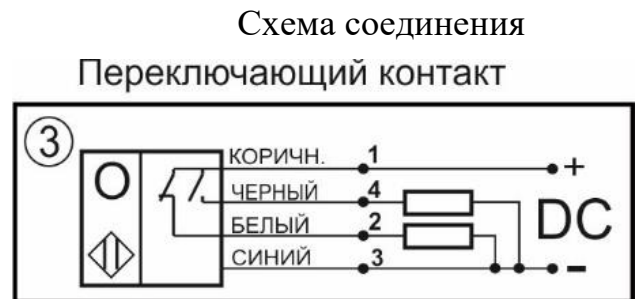 Схема соединения
Переключающий контакт
3
КОРИЧН. 1 +
О ЧЕРНЫЙ 4
БЕЛЫЙ 2 DC
СИНИЙ 3 -